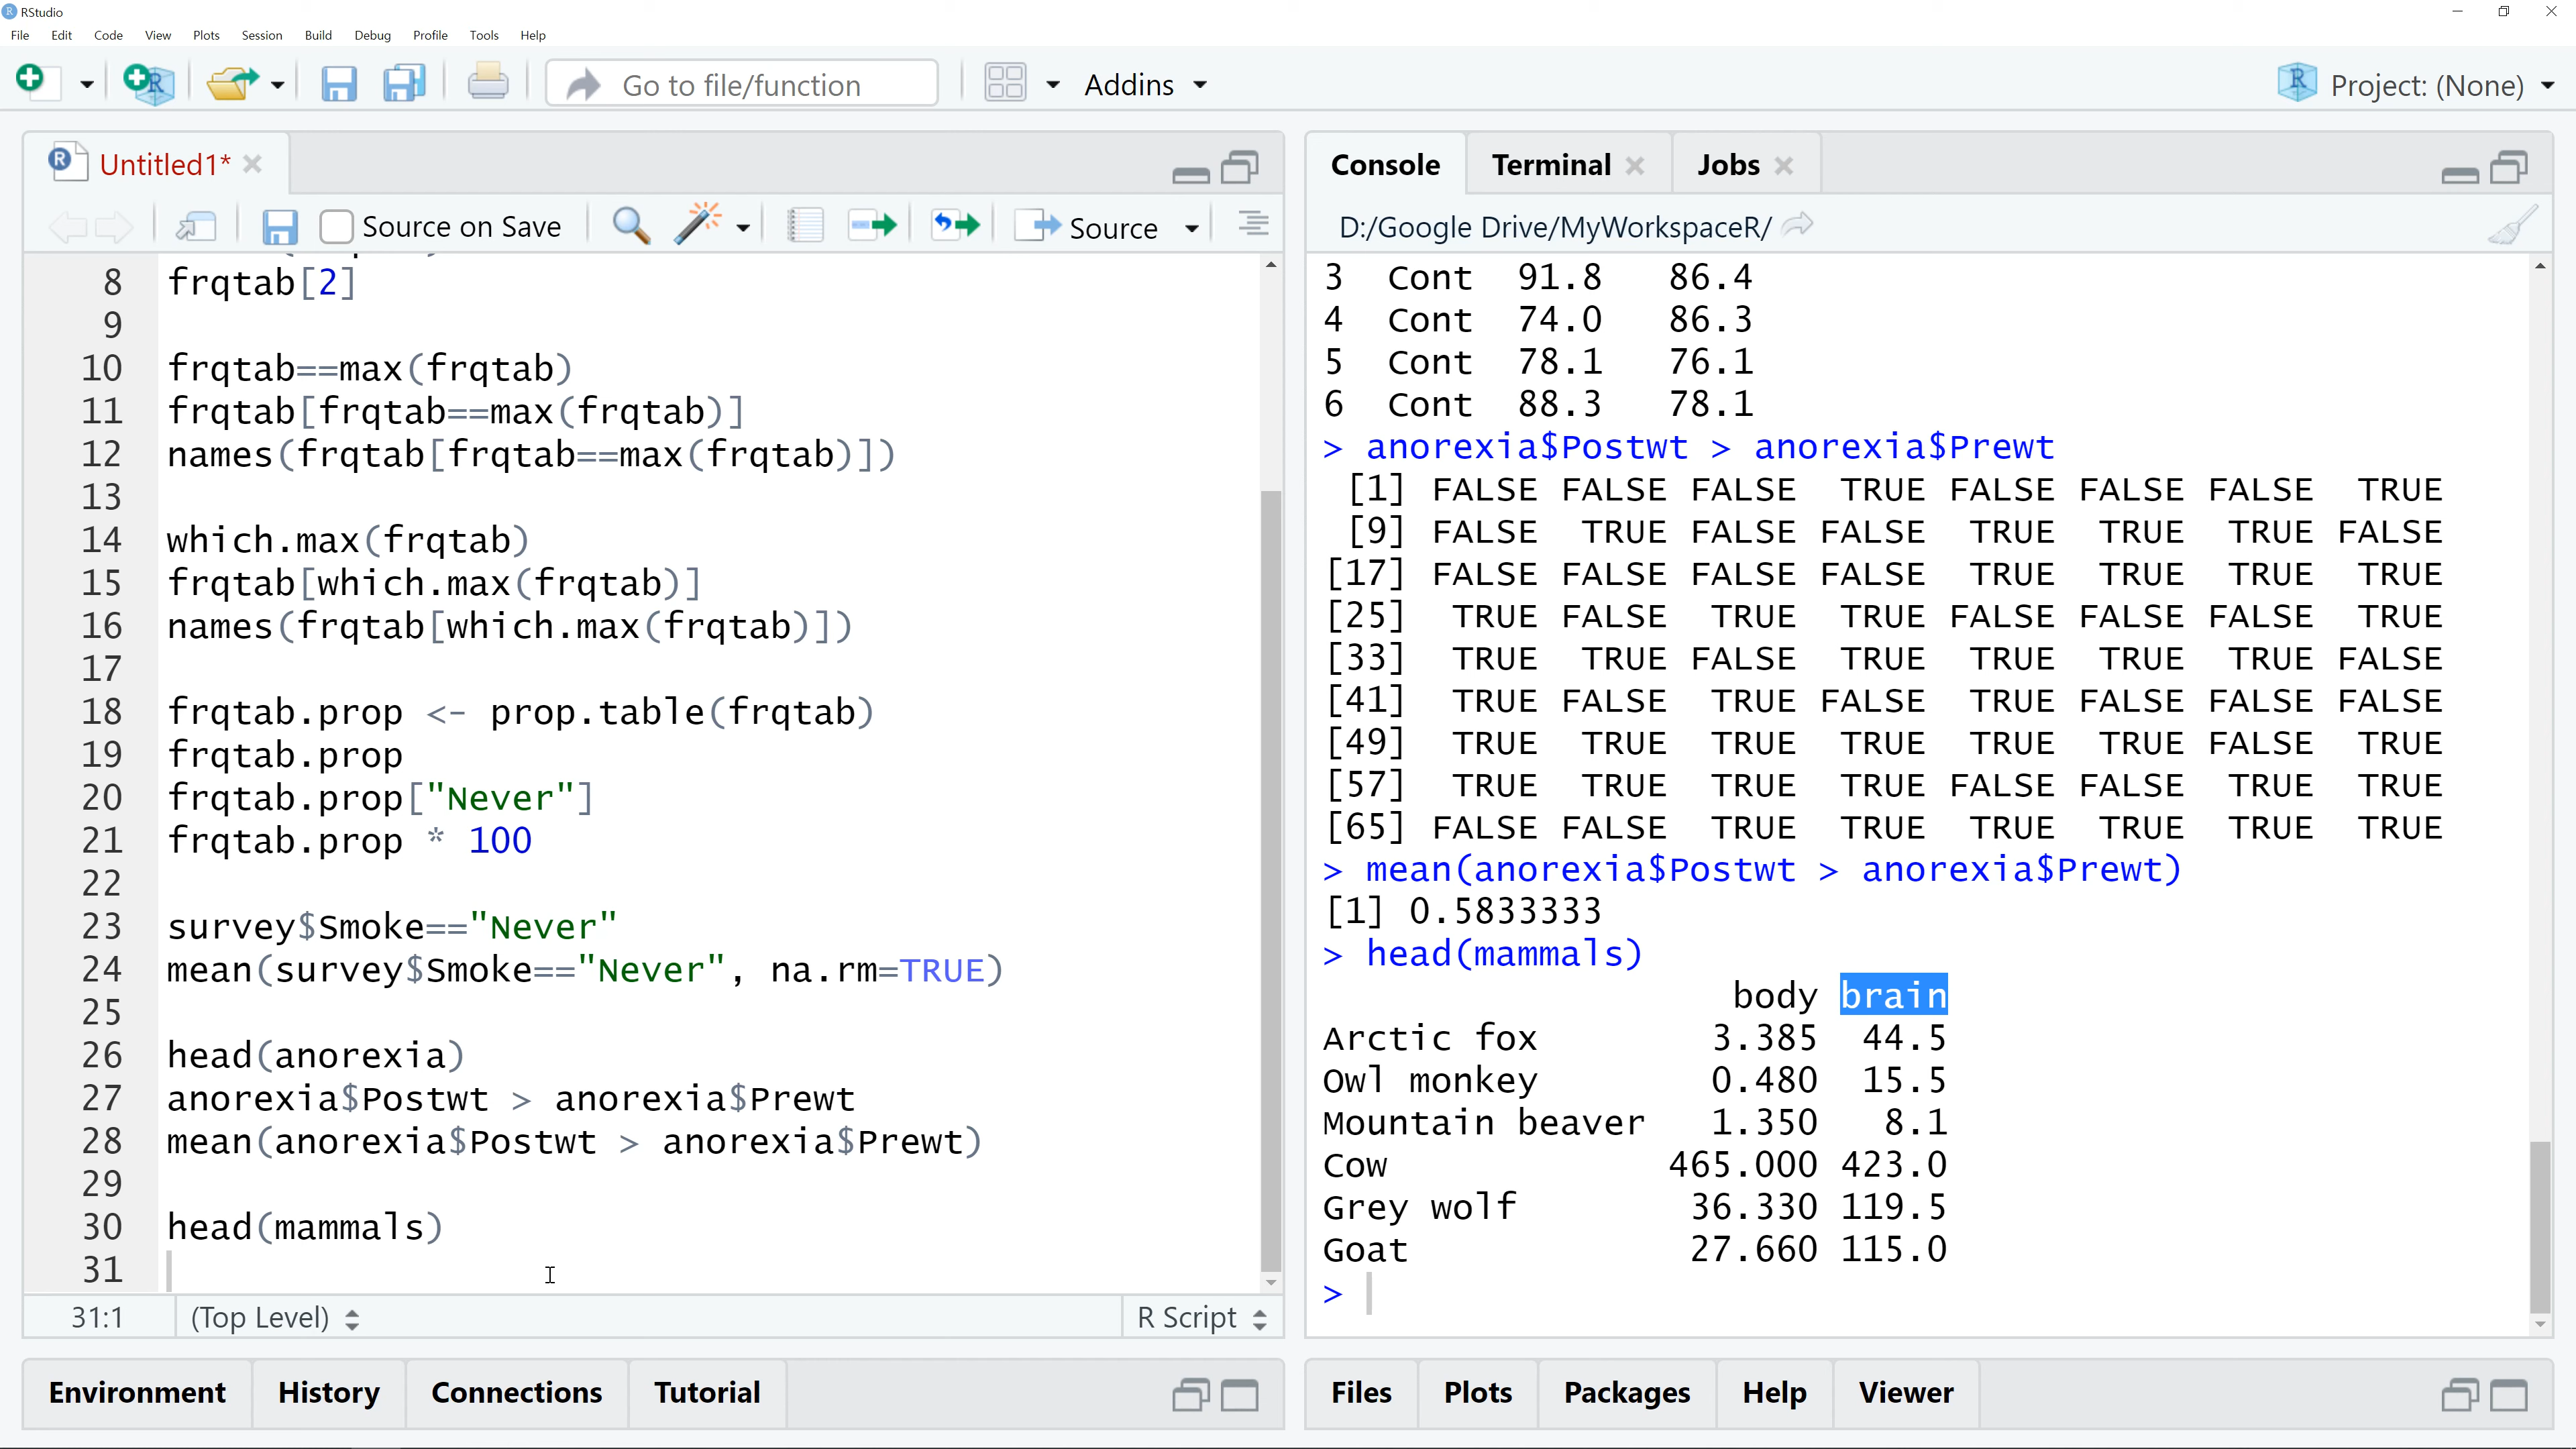 RStudio
File Edit Code View Plots Session Build Debug Profile Tools Help
Go to file/function Addins Project: (None)
Untitled1*
Source on Save Source
8 frqtab[2]
9
10 frqtab==max(frqtab)
11 frqtab[frqtab==max(frqtab)]
12 names(frqtab[frqtab==max(frqtab)])
13
14 which.max(frqtab)
15 frqtab[which.max(frqtab)]
16 names(frqtab[which.max(frqtab)])
17
18 frqtab.prop <- prop.table(frqtab)
19 frqtab.prop
20 frqtab.prop["Never"]
21 frqtab.prop * 100
22
23 survey$Smoke=="Never"
24 mean(survey$Smoke=="Never", na.rm=TRUE)
25
26 head(anorexia)
27 anorexia$Postwt > anorexia$Prewt
28 mean(anorexia$Postwt > anorexia$Prewt)
29
30 head(mammals)
31
31:1 (Top Level) R Script
Environment History Connections Tutorial
Console Terminal Jobs
D:/Google Drive/MyWorkspaceR/
3 Cont 91.8 86.4
4 Cont 74.0 86.3
5 Cont 78.1 76.1
6 Cont 88.3 78.1
> anorexia$Postwt > anorexia$Prewt
[1] FALSE FALSE FALSE TRUE FALSE FALSE FALSE TRUE
[9] FALSE TRUE FALSE FALSE TRUE TRUE TRUE FALSE
[17] FALSE FALSE FALSE FALSE TRUE TRUE TRUE TRUE
[25] TRUE FALSE TRUE TRUE FALSE FALSE FALSE TRUE
[33] TRUE TRUE FALSE TRUE TRUE TRUE TRUE FALSE
[41] TRUE FALSE TRUE FALSE TRUE FALSE FALSE FALSE
[49] TRUE TRUE TRUE TRUE TRUE TRUE FALSE TRUE
[57] TRUE TRUE TRUE TRUE FALSE FALSE TRUE TRUE
[65] FALSE FALSE TRUE TRUE TRUE TRUE TRUE TRUE
> mean(anorexia$Postwt > anorexia$Prewt)
[1] 0.5833333
> head(mammals)
body brain
Arctic fox 3.385 44.5
Owl monkey 0.480 15.5
Mountain beaver 1.350 8.1
Cow 465.000 423.0
Grey wolf 36.330 119.5
Goat 27.660 115.0
>
Files Plots Packages Help Viewer